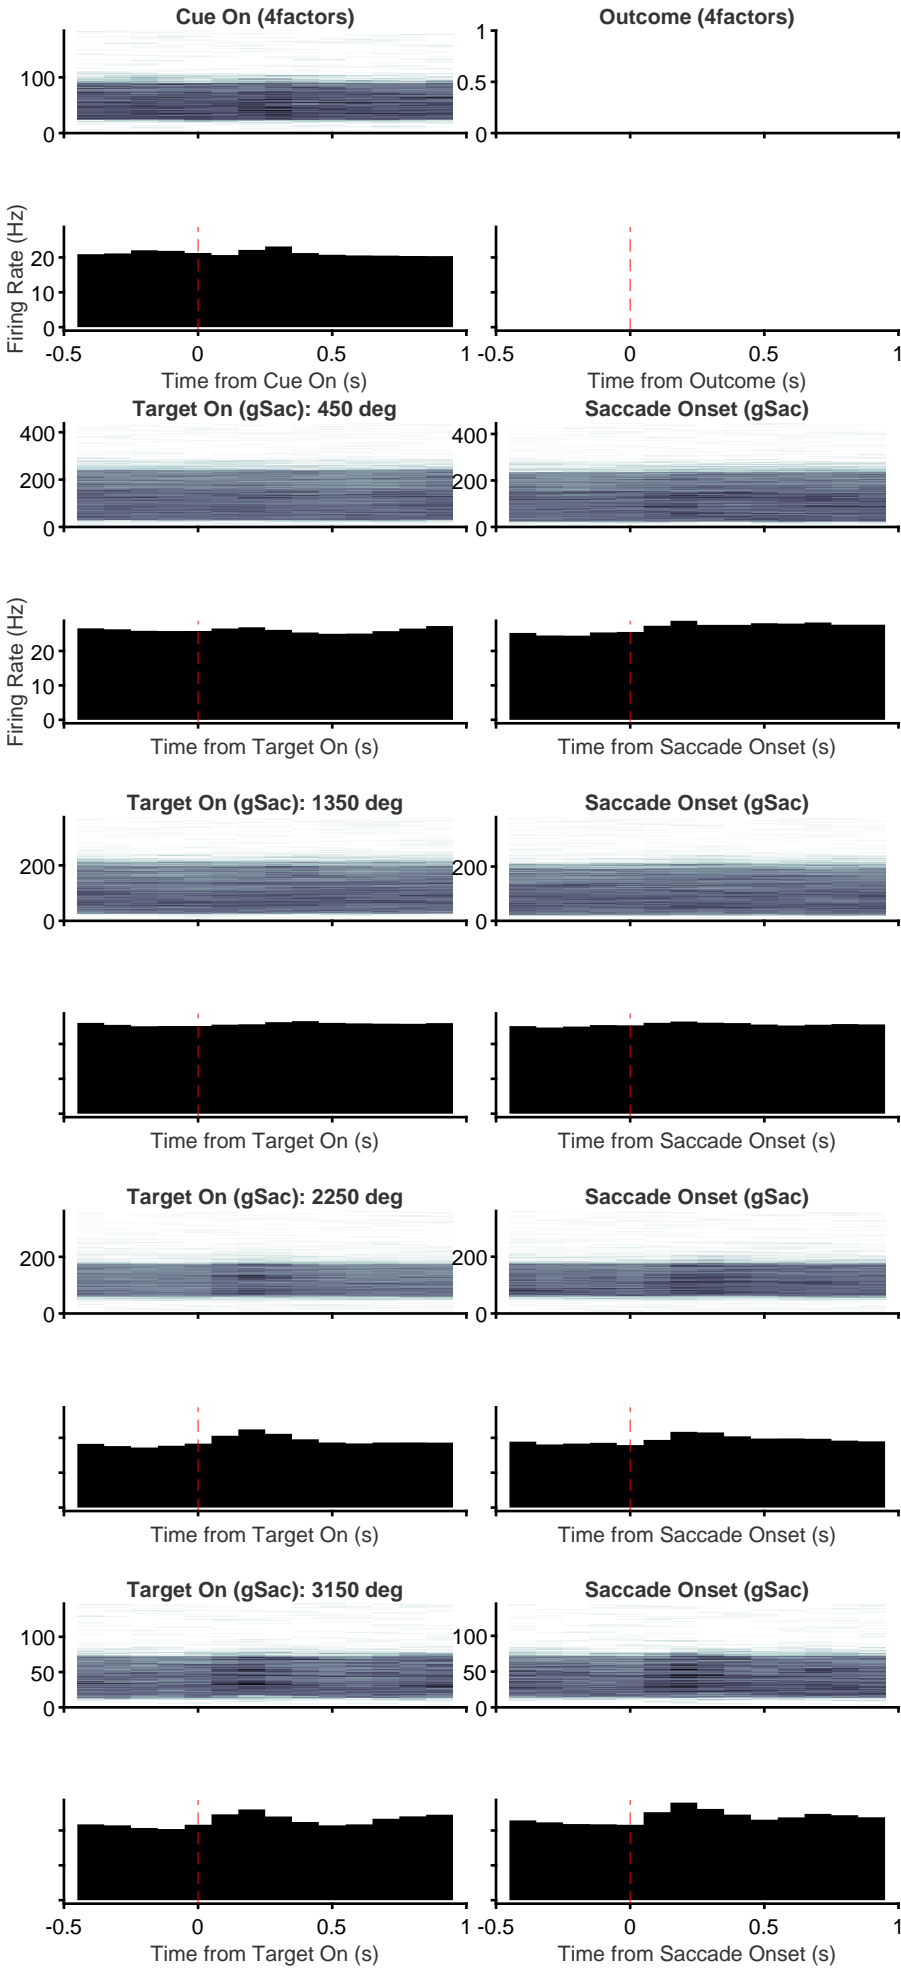 Cue On (4factors)
Outcome (4factors)
100
0
1
0.5
0
Firing Rate (Hz)
20
10
0
-0.5 0 0.5 1
Time from Cue On (s)
-0.5 0 0.5 1
Time from Outcome (s)
Target On (gSac): 450 deg
Saccade Onset (gSac)
400
200
0
400
200
0
Firing Rate (Hz)
20
10
0
Time from Target On (s)
Time from Saccade Onset (s)
Target On (gSac): 1350 deg
Saccade Onset (gSac)
200
0
200
0
Time from Target On (s)
Time from Saccade Onset (s)
Target On (gSac): 2250 deg
Saccade Onset (gSac)
200
0
200
0
Time from Target On (s)
Time from Saccade Onset (s)
Target On (gSac): 3150 deg
Saccade Onset (gSac)
100
50
0
100
50
0
-0.5 0 0.5 1
Time from Target On (s)
-0.5 0 0.5 1
Time from Saccade Onset (s)